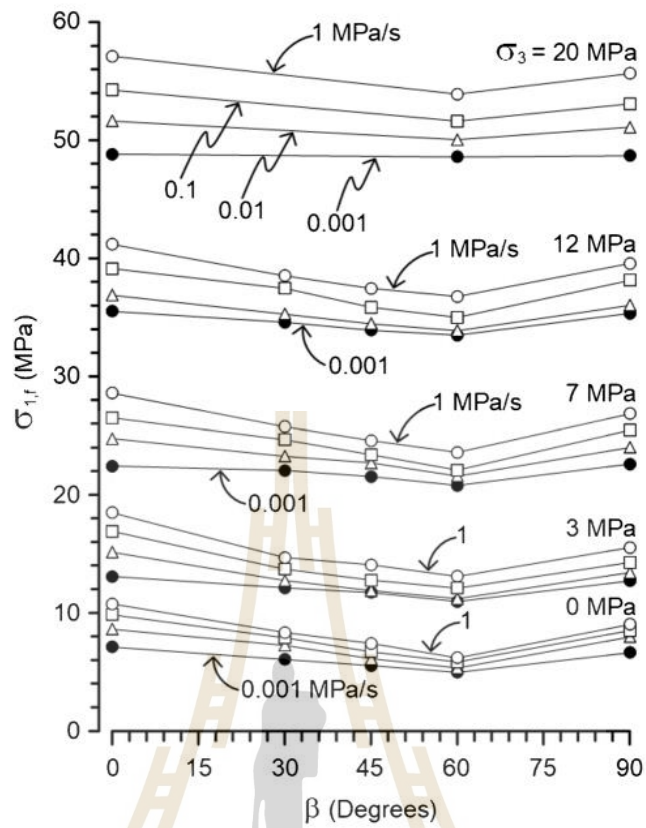 60
1 MPa/s
σ3 = 20 MPa
50
0.1
0.01
0.001
40
1 MPa/s
12 MPa
0.001
30
1 MPa/s
7 MPa
20
0.001
1
3 MPa
10
1
0 MPa
0.001 MPa/s
0
0 15 30 45 60 75 90
σ1,f (MPa)
β (Degrees)